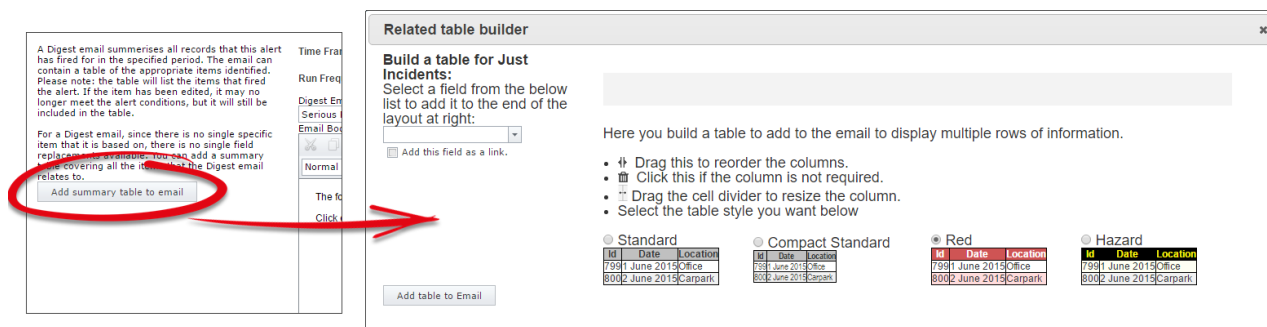 A Digest email summerises all records that this alert
has fired for in the specified period. The email can
contain a table of the appropriate items identified.
Please note: the table will list the items that fired
the alert. If the item has been edited, it may no
longer meet the alert conditions, but it will still be
included in the table.
For a Digest email, since there is no single specific
item that it is based on, there is no single field
replacements available. You can add a summary
table covering all the items that the Digest email
relates to.
Add summary table to email
Time Fram
Run Freq
Digest Em
Serious
Email Bod
Normal
The fo
Click
Related table builder
Build a table for Just
Incidents:
Select a field from the below
list to add it to the end of the
layout at right:
Add this field as a link.
Add table to Email
Here you build a table to add to the email to display multiple rows of information.
• Drag this to reorder the columns.
• Click this if the column is not required.
• Drag the cell divider to resize the column.
• Select the table style you want below
Standard
Id Date Location
799 1 June 2015 Office
800 2 June 2015 Carpark
Compact Standard
Id Date Location
799 1 June 2015 Office
800 2 June 2015 Carpark
Red
Id Date Location
799 1 June 2015 Office
800 2 June 2015 Carpark
Hazard
Id Date Location
799 1 June 2015 Office
800 2 June 2015 Carpark